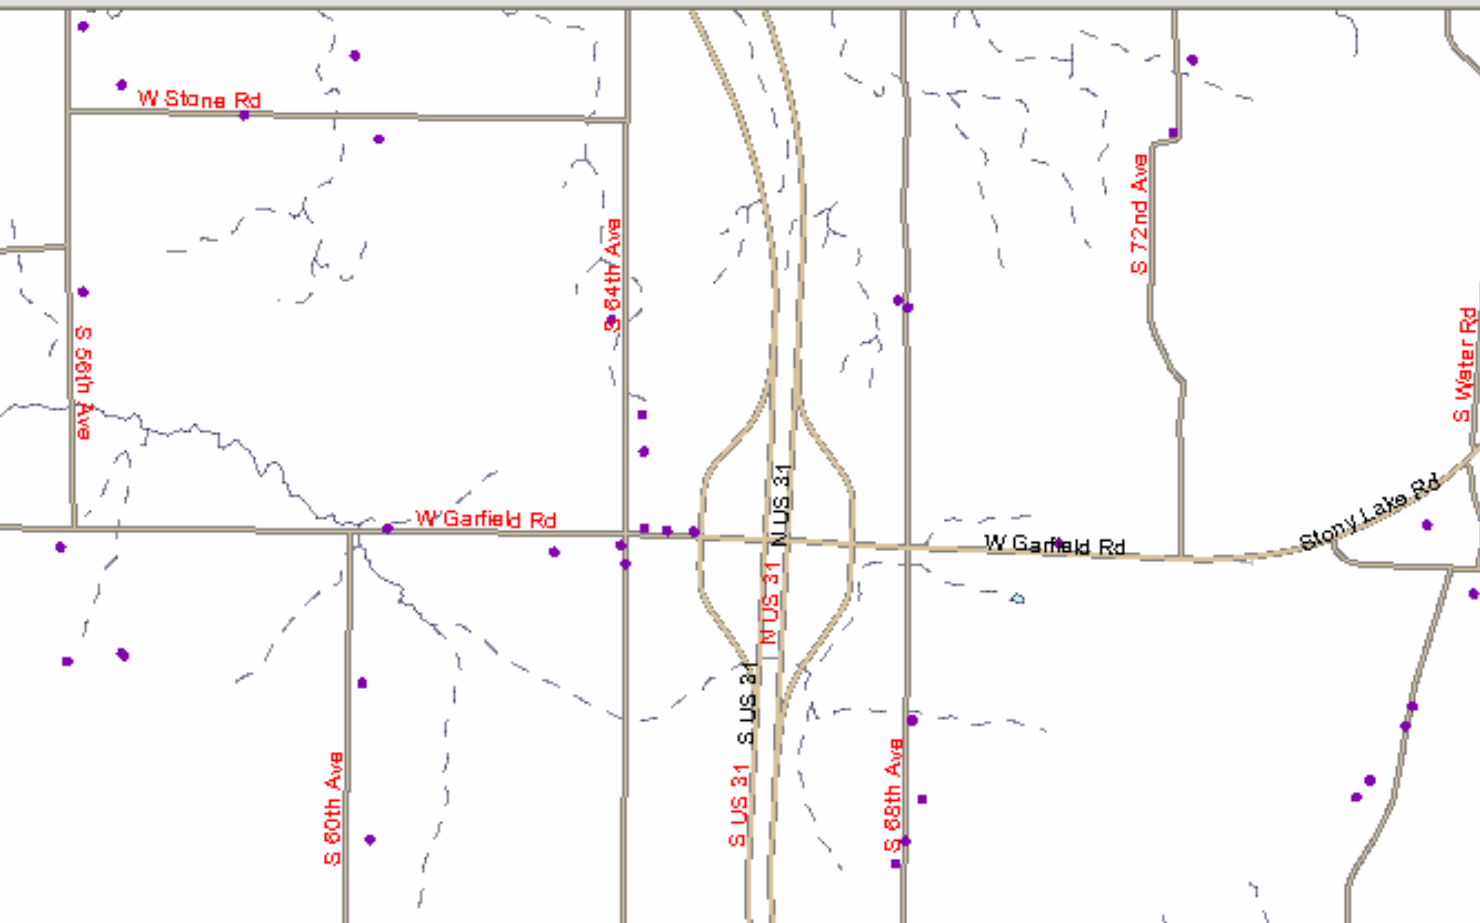 W Stone Rd
S 72nd Ave
S 64th Ave
S 56th Ave
S Water Rd
N US 31
Stony Lake Rd
W Garfield Rd
W Garfield Rd
N US 31
S US 31
S 60th Ave
S US 31
S 68th Ave